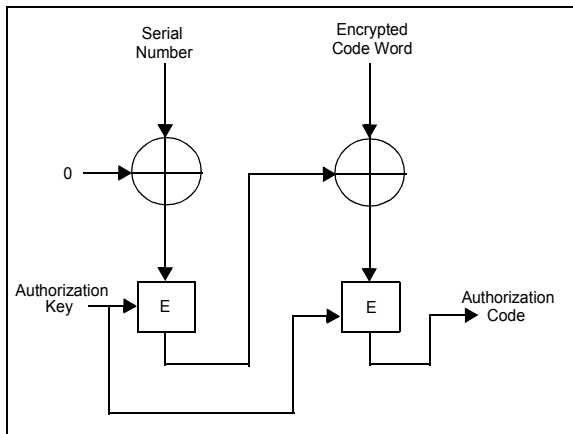 Serial
Number
Encrypted
Code Word
0
Authorization
Key
E
E
Authorization
Code